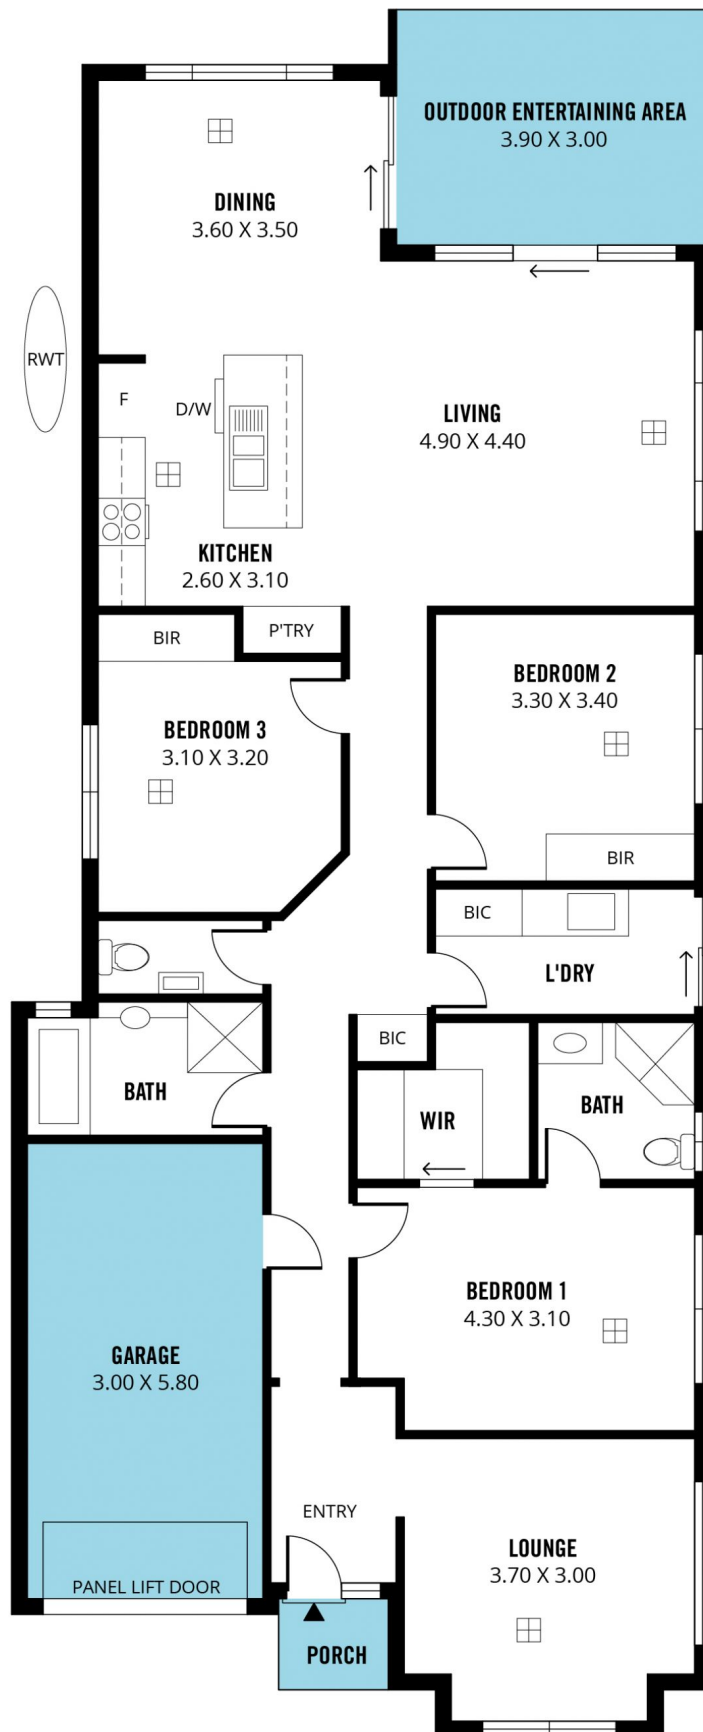 OUTDOOR ENTERTAINING AREA
3.90 X 3.00
DINING
3.60 X 3.50
RWT
F
D/W
LIVING
4.90 X 4.40
KITCHEN
2.60 X 3.10
BIR
P'TRY
BEDROOM 2
3.30 X 3.40
BEDROOM 3
3.10 X 3.20
BIR
BIC
L'DRY
BIC
BATH
WIR
BATH
BEDROOM 1
4.30 X 3.10
GARAGE
3.00 X 5.80
ENTRY
LOUNGE
3.70 X 3.00
PANEL LIFT DOOR
PORCH